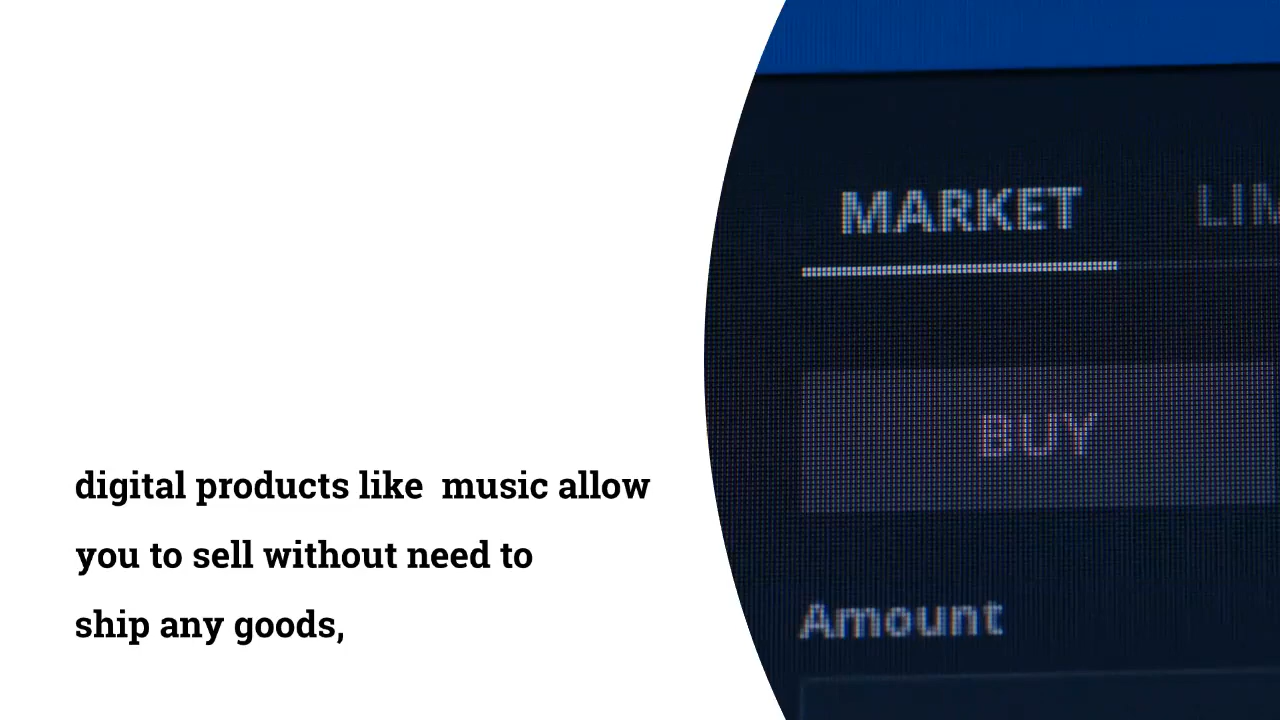 digital products like  music allow
you to sell without need to
ship any goods,
MARKET
BUY
Amount